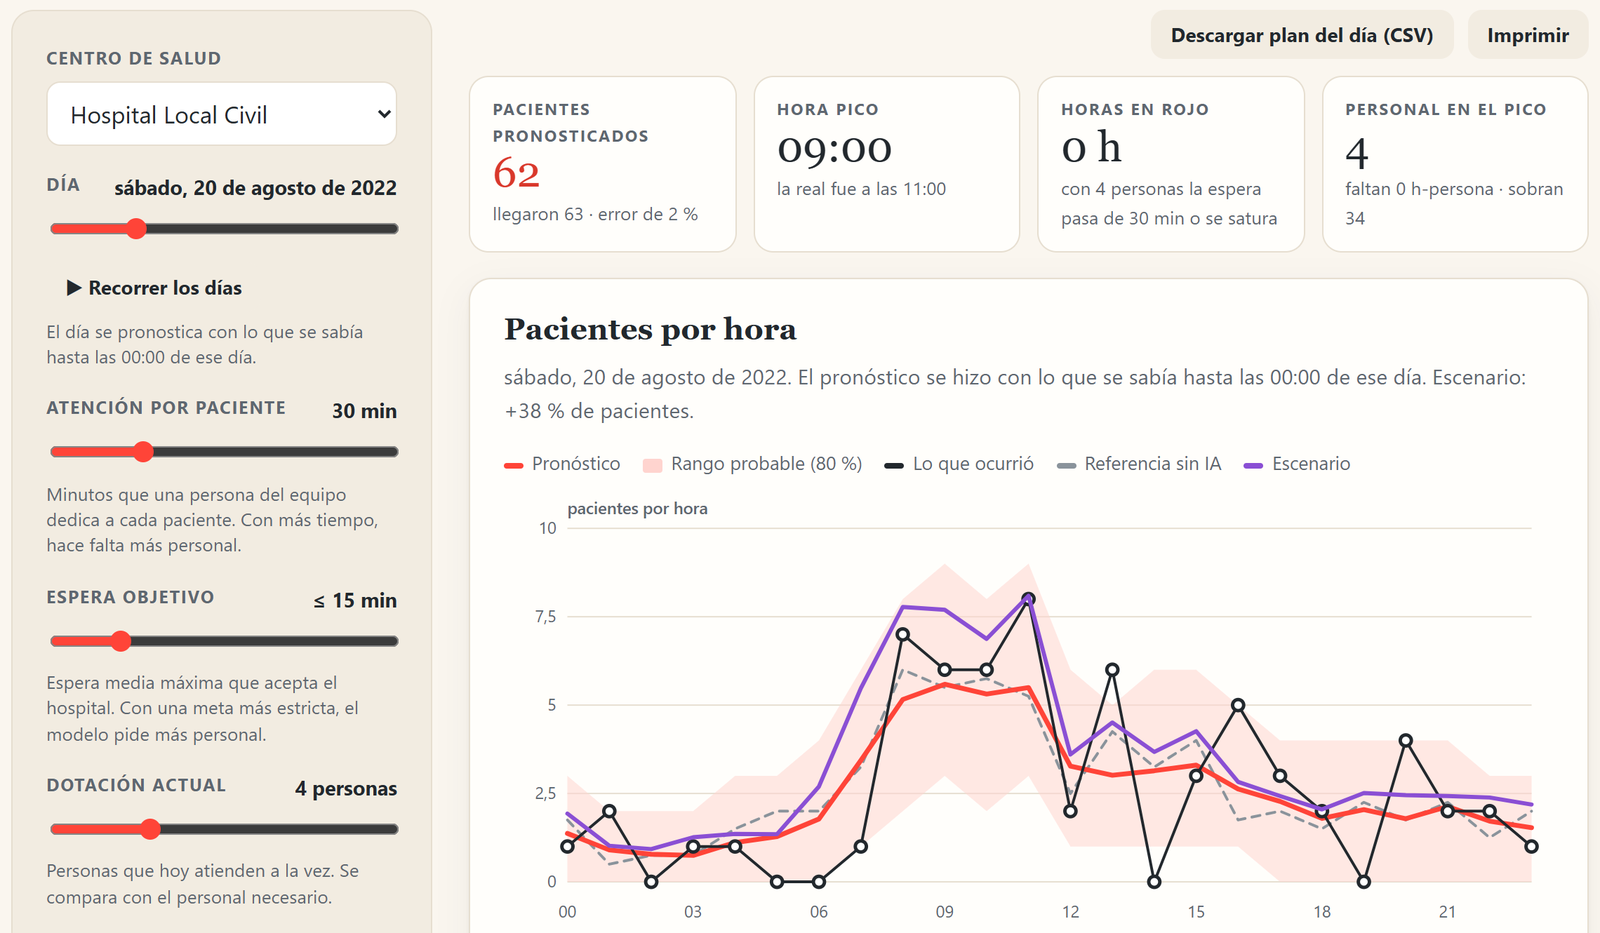 CENTRO DE SALUD
Hospital Local Civil
DÍA
sábado, 20 de agosto de 2022
▶ Recorrer los días
El día se pronostica con lo que se sabía
hasta las 00:00 de ese día.
ATENCIÓN POR PACIENTE
30 min
Minutos que una persona del equipo
dedica a cada paciente. Con más tiempo,
hace falta más personal.
ESPERA OBJETIVO
≤ 15 min
Espera media máxima que acepta el
hospital. Con una meta más estricta, el
modelo pide más personal.
DOTACIÓN ACTUAL
4 personas
Personas que hoy atienden a la vez. Se
compara con el personal necesario.
Descargar plan del día (CSV)
Imprimir
PACIENTES
PRONOSTICADOS
62
llegaron 63 · error de 2 %
HORA PICO
09:00
la real fue a las 11:00
HORAS EN ROJO
0 h
con 4 personas la espera
pasa de 30 min o se satura
PERSONAL EN EL PICO
4
faltan 0 h-persona · sobran
34
Pacientes por hora
sábado, 20 de agosto de 2022. El pronóstico se hizo con lo que se sabía hasta las 00:00 de ese día. Escenario:
+38 % de pacientes.
Pronóstico
Rango probable (80 %)
Lo que ocurrió
Referencia sin IA
Escenario
pacientes por hora
10
7,5
5
2,5
0
00
03
06
09
12
15
18
21